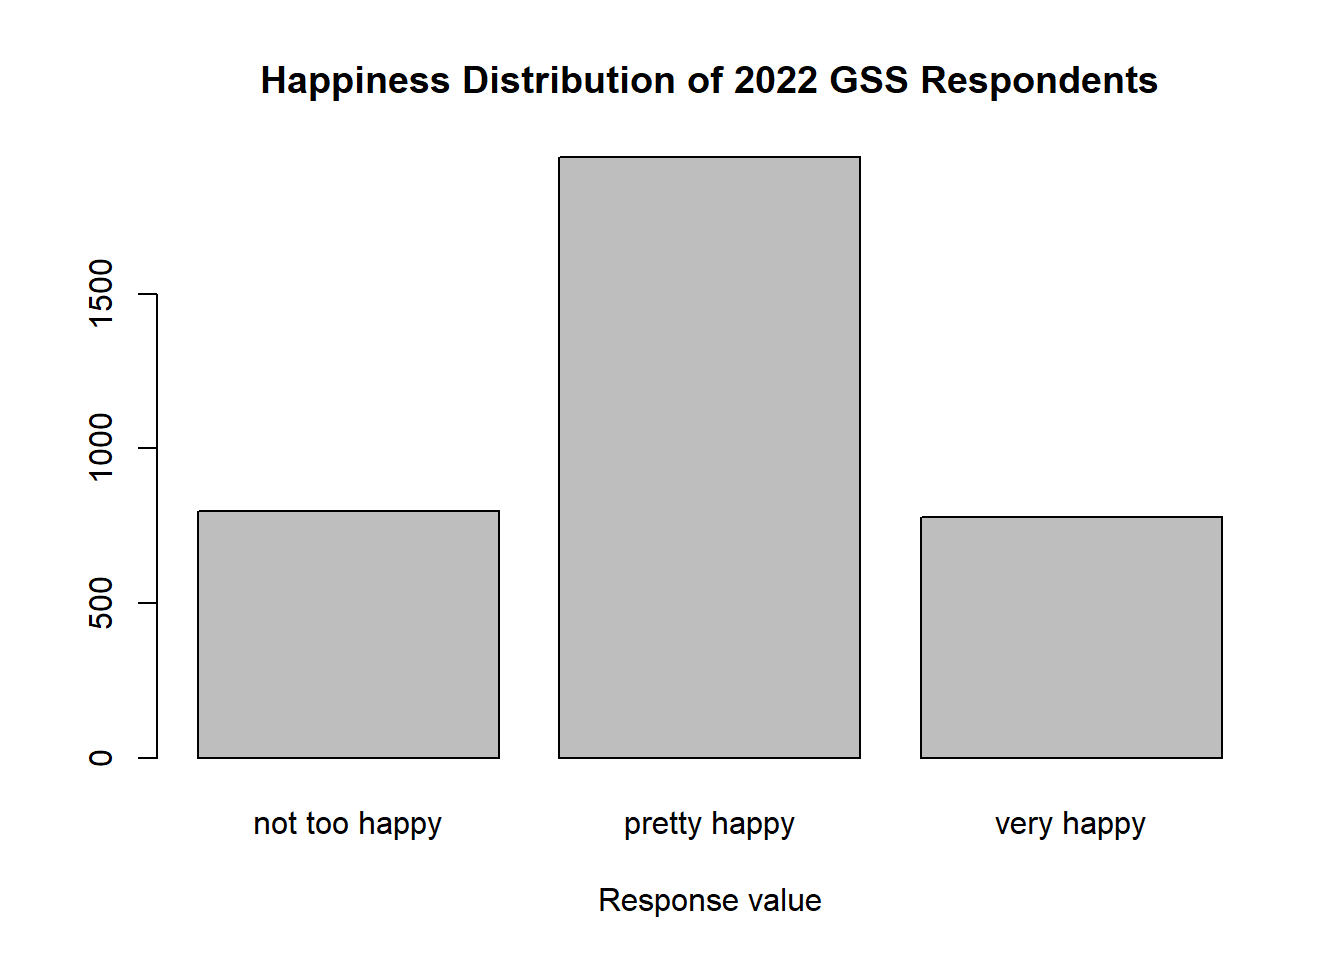 Happiness Distribution of 2022 GSS Respondents
1500
1000
500
0
not too happy pretty happy very happy
Response value